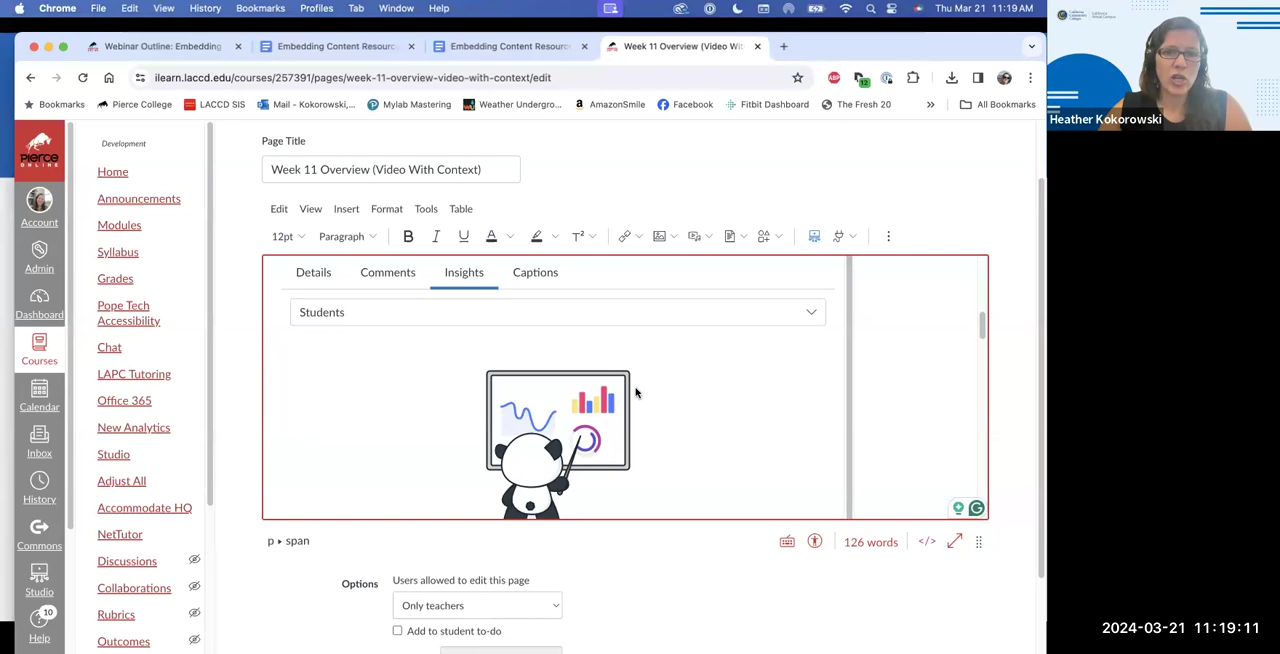 Chrome File Edit View History Bookmarks Profiles Tab Window Help
Thu Mar 21 11:19 AM
Webinar Outline: Embedding
Embedding Content Resourc
Embedding Content Resourc
Week 11 Overview (Video Wit
ilearn.laccd.edu/courses/257391/pages/week-11-overview-video-with-context/edit
ABP
12
Bookmarks Pierce College LACCD SIS Mail - Kokorowski,... Mylab Mastering Weather Undergro... AmazonSmile Facebook Fitbit Dashboard The Fresh 20 » All Bookmarks
Heather Kokorowski
PIERCE
ONLINE
Account
Admin
Dashboard
Courses
Calendar
Inbox
History
Commons
Studio
10
Help
Development
Home
Announcements
Modules
Syllabus
Grades
Pope Tech
Accessibility
Chat
LAPC Tutoring
Office 365
New Analytics
Studio
Adjust All
Accommodate HQ
NetTutor
Discussions
Collaborations
Rubrics
Outcomes
Page Title
Week 11 Overview (Video With Context)
Edit View Insert Format Tools Table
12pt Paragraph B I U A T²
Details Comments Insights Captions
Students
p ▸ span
126 words </>
Options
Users allowed to edit this page
Only teachers
Add to student to-do
2024-03-21 11:19:11